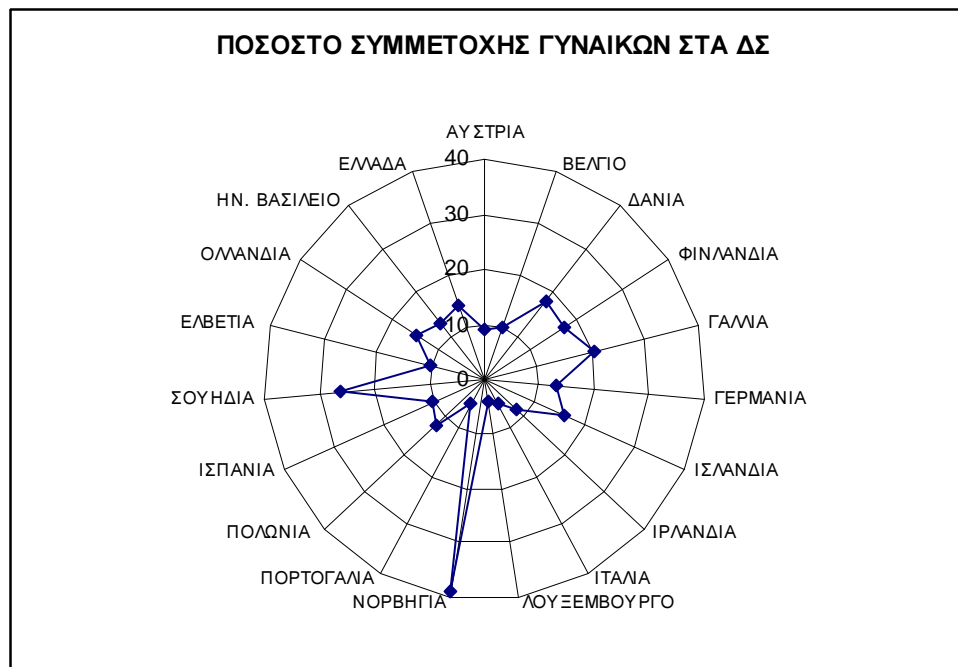 ΠΟΣΟΣΤΟ ΣΥΜΜΕΤΟΧΗΣ ΓΥΝΑΙΚΩΝ ΣΤΑ ΔΣ
ΑΥΣΤΡΙΑ
ΒΕΛΓΙΟ
ΔΑΝΙΑ
ΦΙΝΛΑΝΔΙΑ
ΓΑΛΛΙΑ
ΓΕΡΜΑΝΙΑ
ΙΣΛΑΝΔΙΑ
ΙΡΛΑΝΔΙΑ
ΙΤΑΛΙΑ
ΛΟΥΞΕΜΒΟΥΡΓΟ
ΝΟΡΒΗΓΙΑ
ΠΟΡΤΟΓΑΛΙΑ
ΠΟΛΩΝΙΑ
ΙΣΠΑΝΙΑ
ΣΟΥΗΔΙΑ
ΕΛΒΕΤΙΑ
ΟΛΛΑΝΔΙΑ
ΗΝ. ΒΑΣΙΛΕΙΟ
ΕΛΛΑΔΑ
40
30
20
10
0